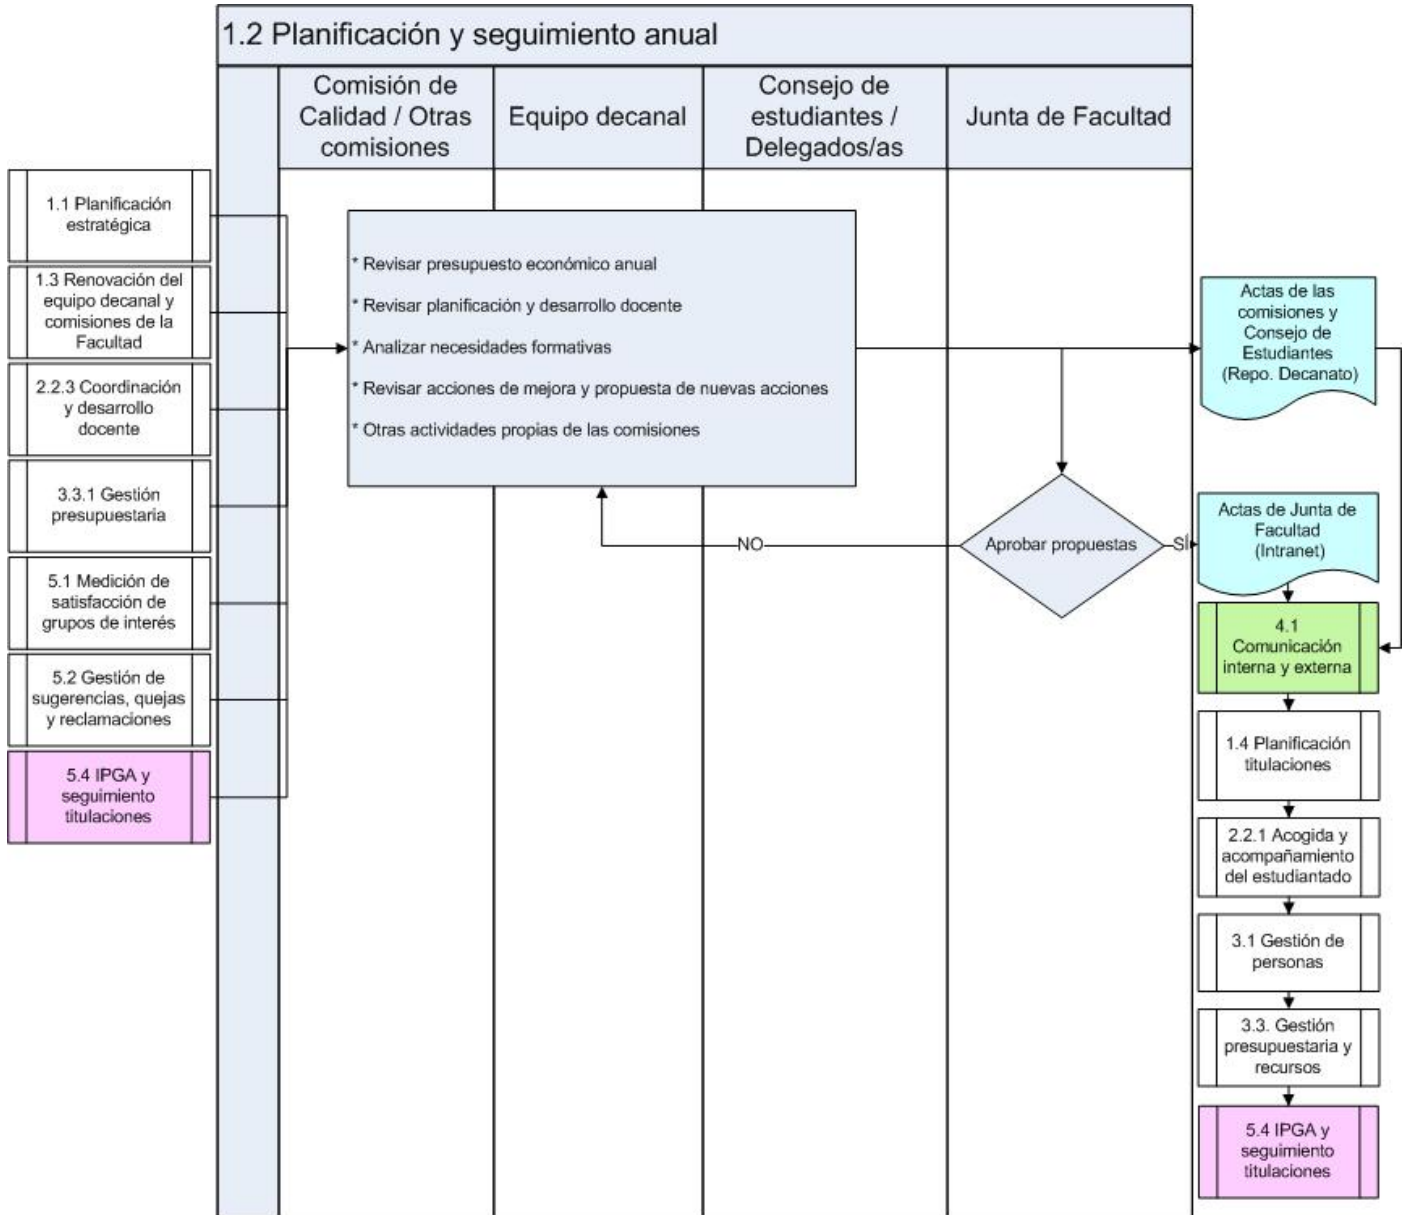 1.2 Planificación y seguimiento anual
Comisión de
Calidad / Otras
comisiones
Equipo decanal
Consejo de
estudiantes /
Delegados/as
Junta de Facultad
1.1 Planificación
estratégica
1.3 Renovación del
equipo decanal y
comisiones de la
Facultad
2.2.3 Coordinación
y desarrollo
docente
3.3.1 Gestión
presupuestaria
5.1 Medición de
satisfacción de
grupos de interés
5.2 Gestión de
sugerencias, quejas
y reclamaciones
5.4 IPGA y
seguimiento
titulaciones
* Revisar presupuesto económico anual
* Revisar planificación y desarrollo docente
* Analizar necesidades formativas
* Revisar acciones de mejora y propuesta de nuevas acciones
* Otras actividades propias de las comisiones
NO
Aprobar propuestas
SÍ
Actas de las
comisiones y
Consejo de
Estudiantes
(Repo. Decanato)
Actas de Junta de
Facultad
(Intranet)
4.1
Comunicación
interna y externa
1.4 Planificación
titulaciones
2.2.1 Acogida y
acompañamiento
del estudiantado
3.1 Gestión de
personas
3.3. Gestión
presupuestaria y
recursos
5.4 IPGA y
seguimiento
titulaciones